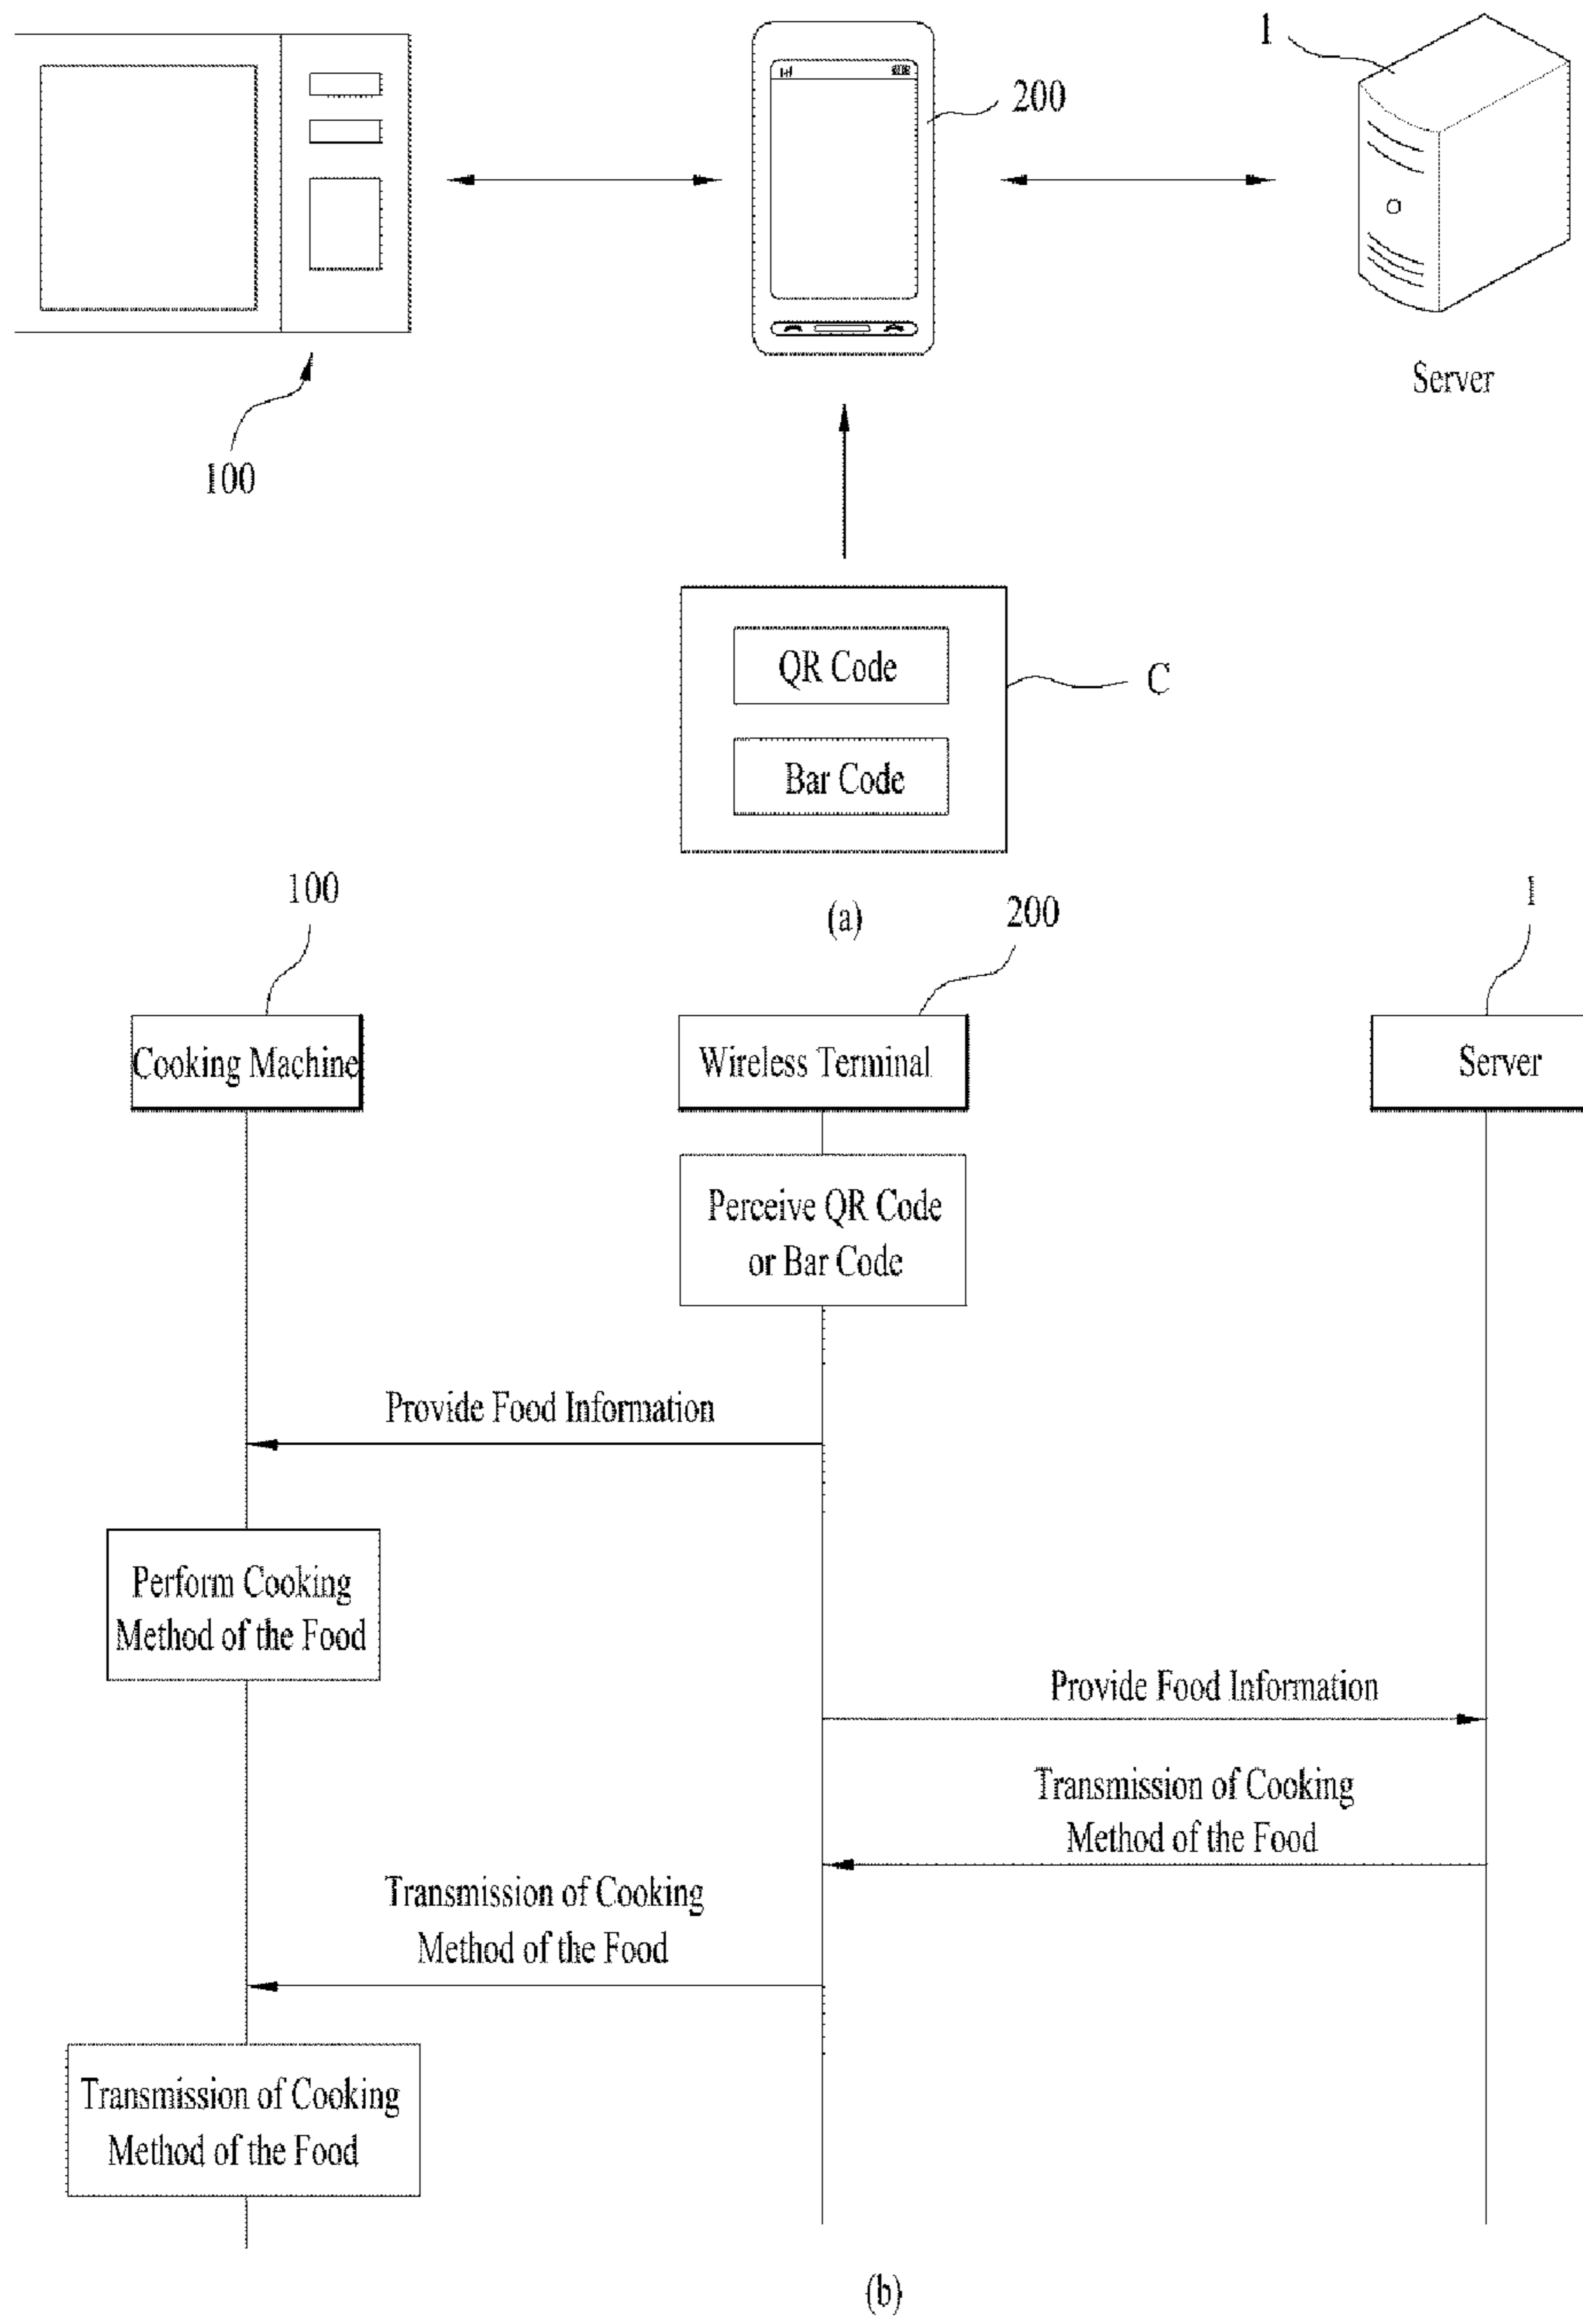 1
200
Server
100
QR Code
C
Bar Code
(a)
100
200
1
Cooking Machine
Wireless Terminal
Server
Perceive QR Code
or Bar Code
Provide Food Information
Perform Cooking
Method of the Food
Provide Food Information
Transmission of Cooking
Method of the Food
Transmission of Cooking
Method of the Food
Transmission of Cooking
Method of the Food
(b)